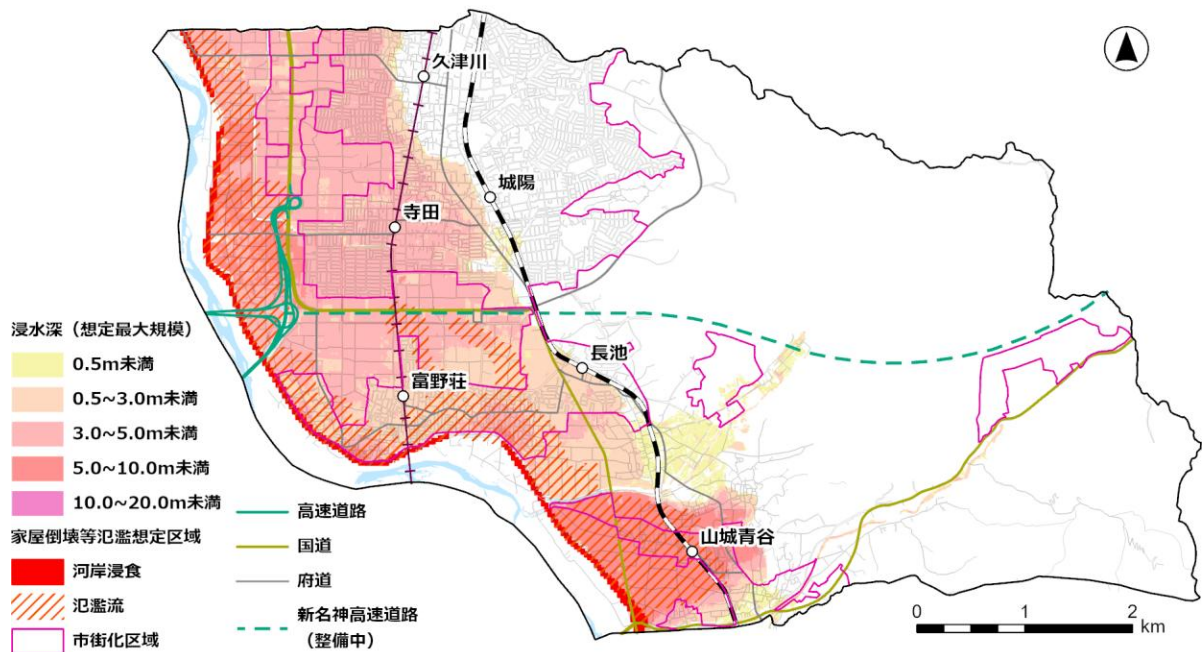 久津川
城陽
寺田
長池
富野荘
山城青谷
浸水深（想定最大規模）
0.5m未満
0.5~3.0m未満
3.0~5.0m未満
5.0~10.0m未満
10.0~20.0m未満
家屋倒壊等氾濫想定区域
河岸浸食
氾濫流
市街化区域
高速道路
国道
府道
新名神高速道路
（整備中）
0 1 2
km